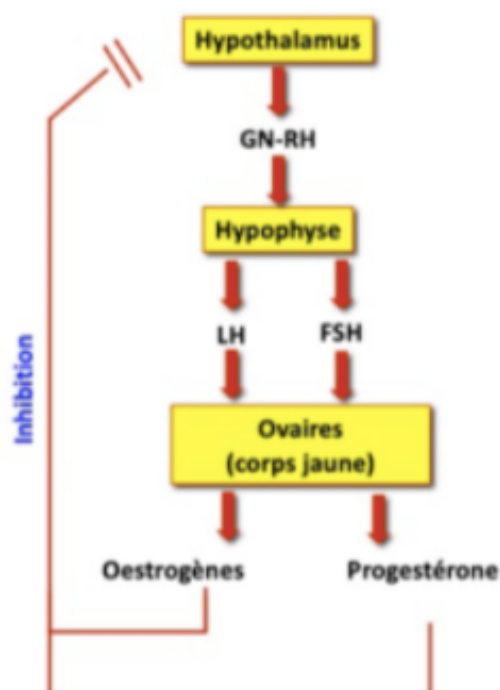 Hypothalamus
GN-RH
Hypophyse
LH
FSH
Inhibition
Ovaires
(corps jaune)
Oestrogènes
Progestérone